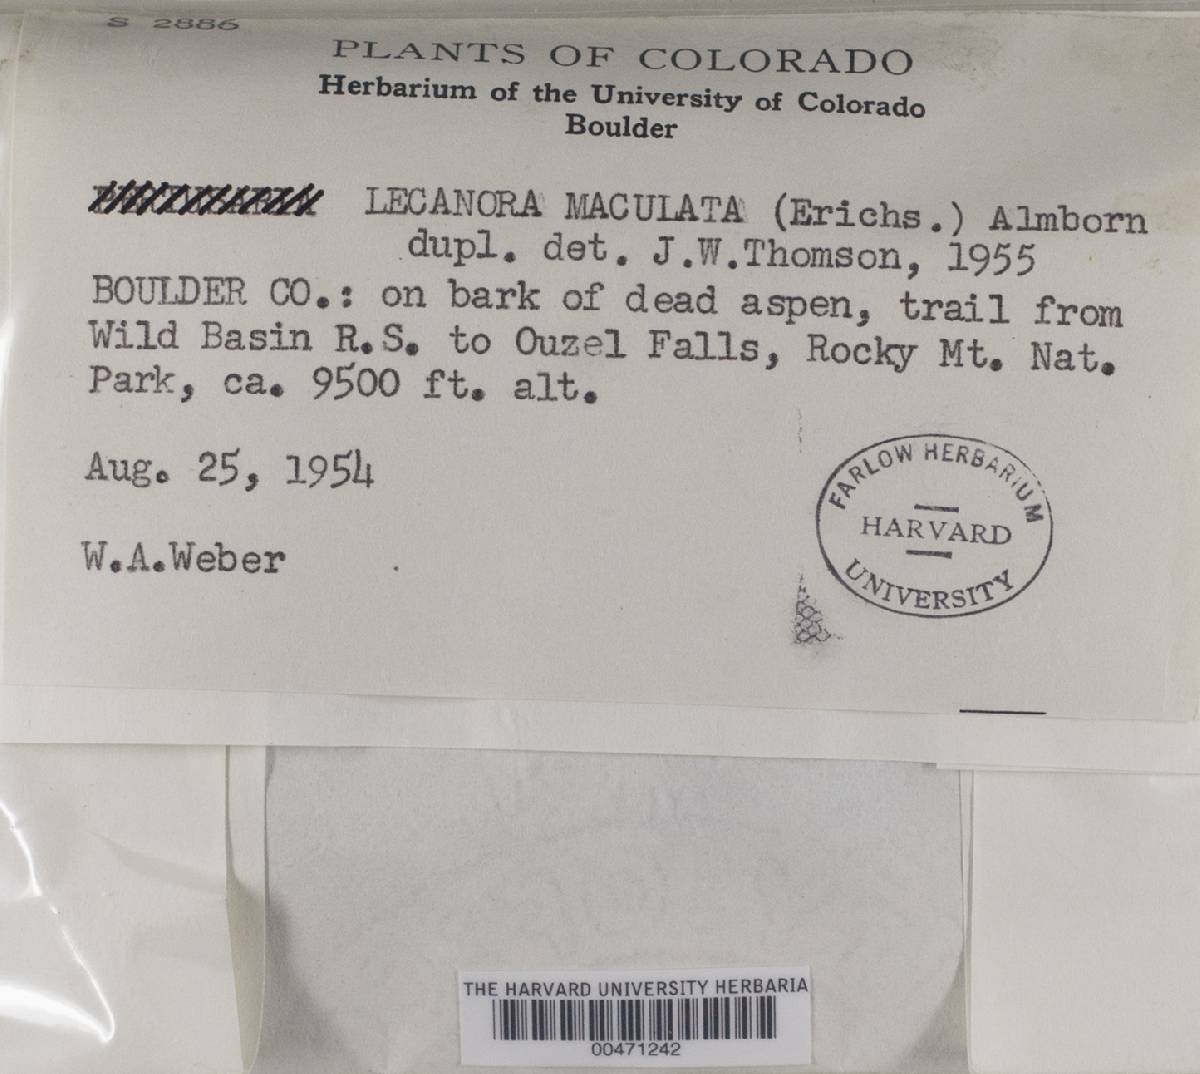 S 2886
PLANTS OF COLORADO
Herbarium of the University of Colorado
Boulder
LECANORA MACULATA (Erichs.) Almborn
dupl. det. J.W.Thomson, 1955
BOULDER CO.: on bark of dead aspen, trail from
Wild Basin R.S. to Ouzel Falls, Rocky Mt. Nat.
Park, ca. 9500 ft. alt.
Aug. 25, 1954
W.A.Weber
FARLOW HERBARIUM
HARVARD
UNIVERSITY
THE HARVARD UNIVERSITY HERBARIA
00471242